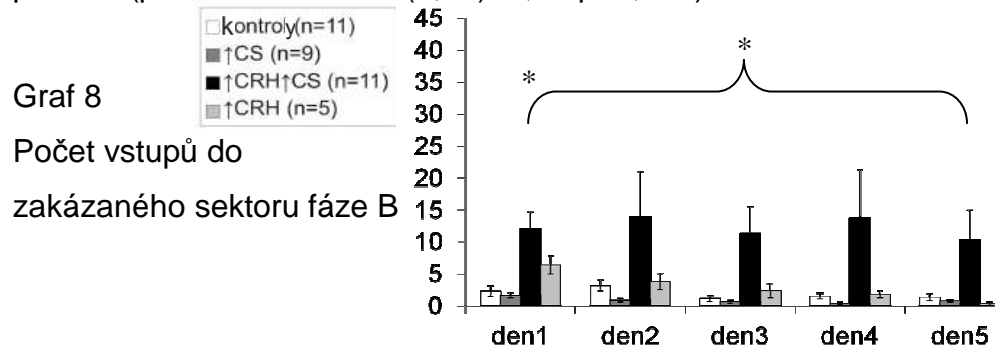 kontroly(n=11)
↑CS (n=9)
↑CRH↑CS (n=11)
↑CRH (n=5)
Graf 8
Počet vstupů do
zakázaného sektoru fáze B
45
40
35
30
25
20
15
10
5
0
*
*
den1 den2 den3 den4 den5